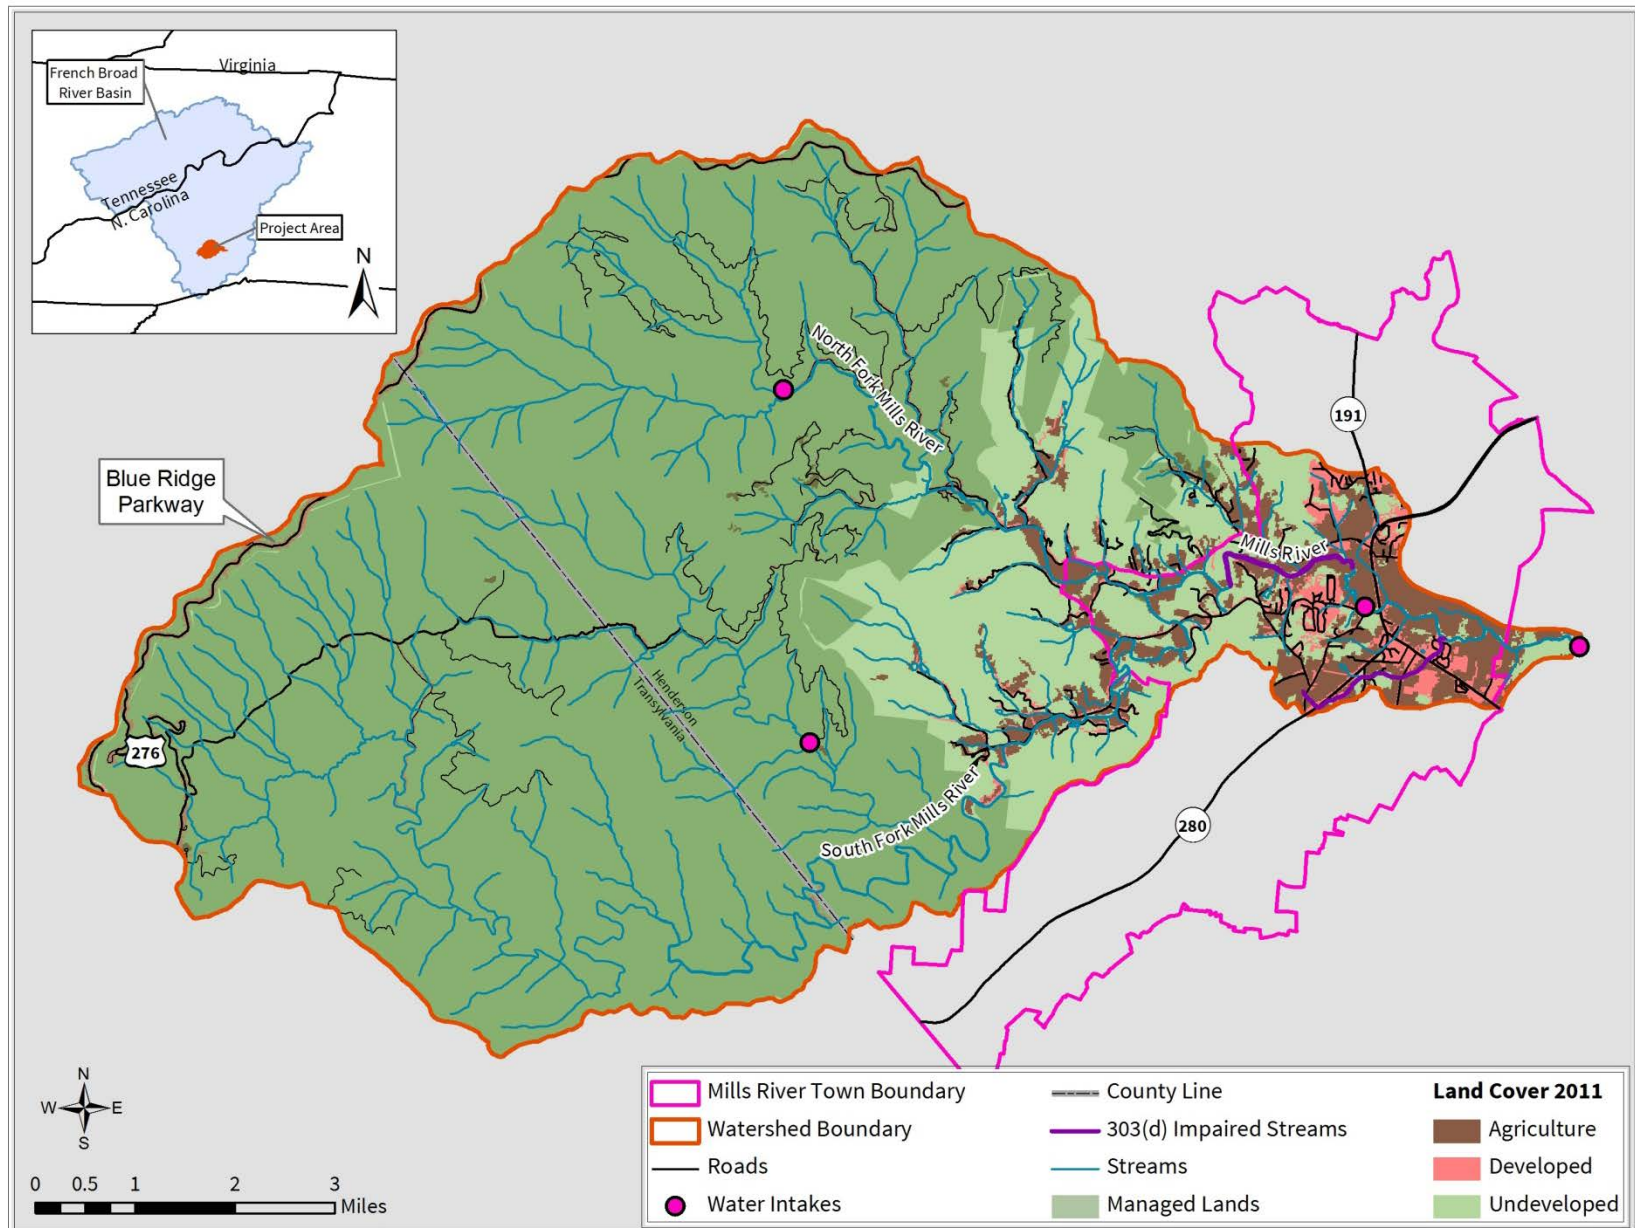 Virginia
French Broad
River Basin
Tennessee
N. Carolina
Project Area
N
North Fork Mills River
191
Blue Ridge
Parkway
Mills River
Henderson
Transylvania
276
South Fork Mills River
280
N
W E
S
0 0.5 1 2 3
Miles
Mills River Town Boundary
Watershed Boundary
Roads
Water Intakes
County Line
303(d) Impaired Streams
Streams
Managed Lands
Land Cover 2011
Agriculture
Developed
Undeveloped